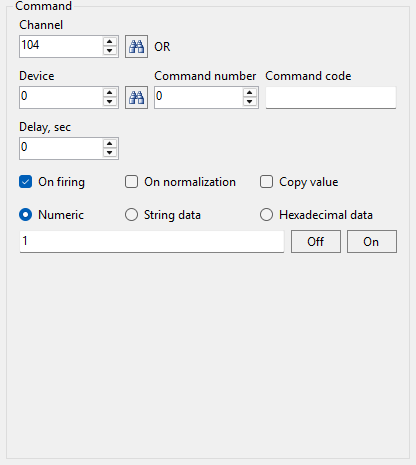 Command
Channel
104 OR
Device Command number Command code
0 0
Delay, sec
0
On firing On normalization Copy value
Numeric String data Hexadecimal data
1 Off On